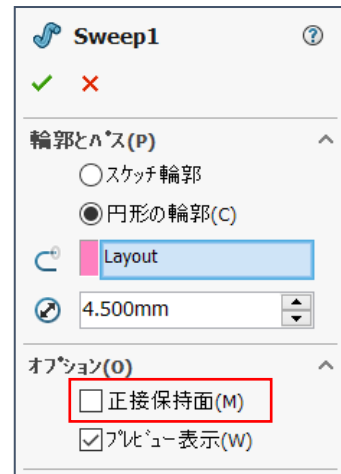 Sweep1
輪郭とパス(P)
スケッチ輪郭
円形の輪郭(C)
Layout
4.500mm
オプション(O)
正接保持面(M)
プレビュー表示(W)